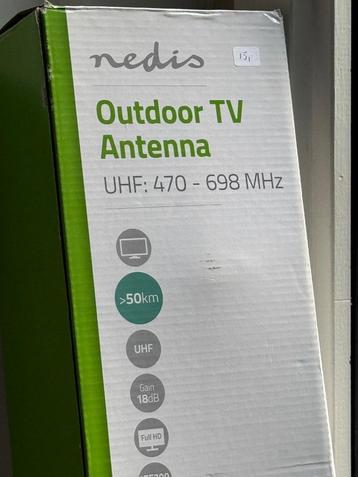 nedis
15,-
Outdoor TV
Antenna
UHF: 470 - 698 MHz
>50km
UHF
Gain
18dB
Full HD